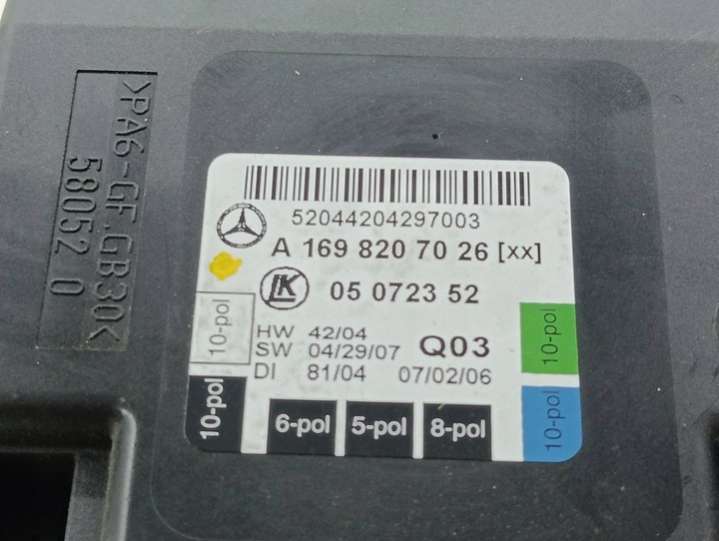 >PA6-GF.GB30<
58052 0
52044204297003
A 169 820 70 26 [xx]
LK 05 0723 52
HW 42/04
SW 04/29/07 Q03
DI 81/04 07/02/06
10-pol
10-pol
6-pol 5-pol 8-pol
10-pol
10-pol